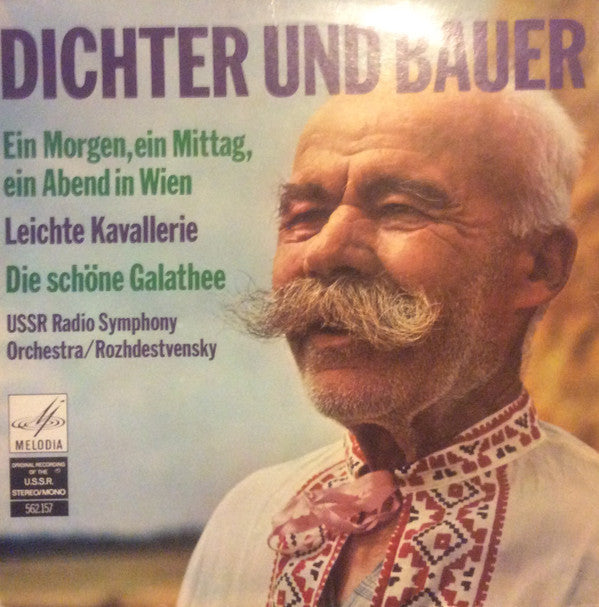 DICHTER UND BAUER
Ein Morgen, ein Mittag,
ein Abend in Wien
Leichte Kavallerie
Die schöne Galathee
USSR Radio Symphony
Orchestra/Rozhdestvensky
MELODIA
ORIGINAL RECORDING
OF THE
U.S.S.R.
STEREO/MONO
562.157